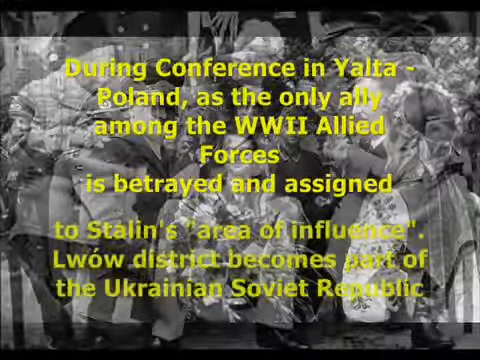 During Conference in Yalta -
Poland, as the only ally
among the WWII Allied
Forces
is betrayed and assigned
to Stalin's "area of influence".
Lwów district becomes part of
the Ukrainian Soviet Republic